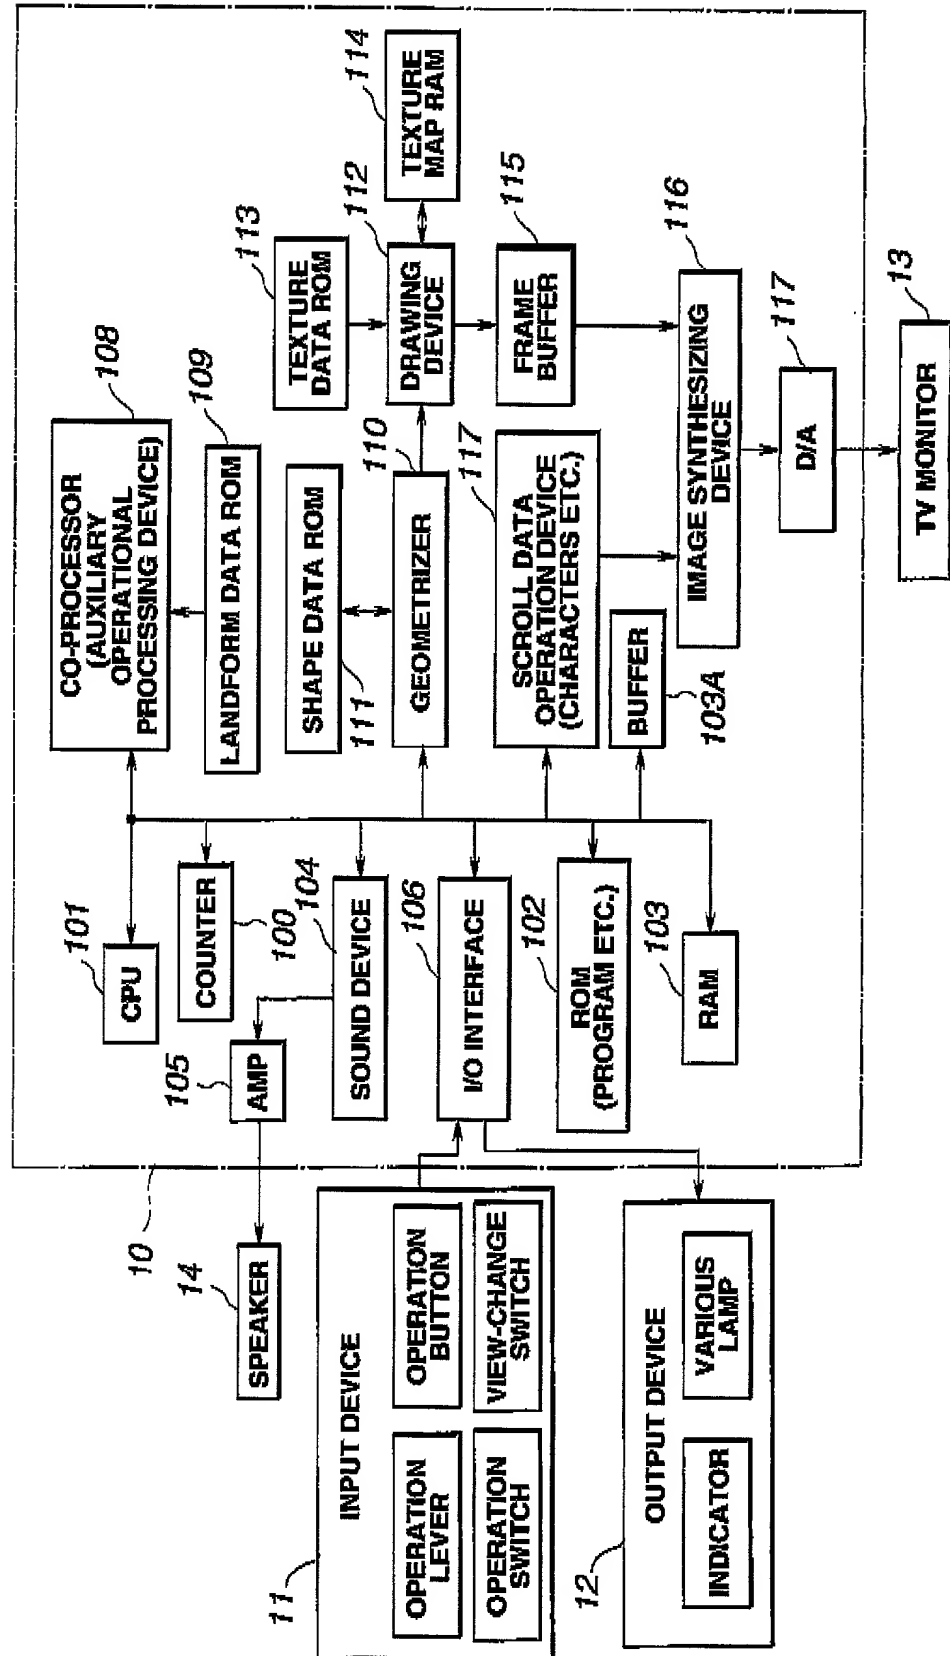 10
14
SPEAKER
11
INPUT DEVICE
OPERATION
LEVER
OPERATION
BUTTON
OPERATION
SWITCH
VIEW-CHANGE
SWITCH
12
OUTPUT DEVICE
INDICATOR
VARIOUS
LAMP
101
CPU
COUNTER
100
105
AMP
104
SOUND DEVICE
106
I/O INTERFACE
102
ROM
(PROGRAM ETC.)
103
RAM
108
CO-PROCESSOR
(AUXILIARY
OPERATIONAL
PROCESSING DEVICE)
109
LANDFORM DATA ROM
SHAPE DATA ROM
111
110
GEOMETRIZER
117
SCROLL DATA
OPERATION DEVICE
(CHARACTERS ETC.)
BUFFER
103A
113
TEXTURE
DATA ROM
112
DRAWING
DEVICE
114
TEXTURE
MAP RAM
115
FRAME
BUFFER
116
IMAGE SYNTHESIZING
DEVICE
117
D/A
13
TV MONITOR